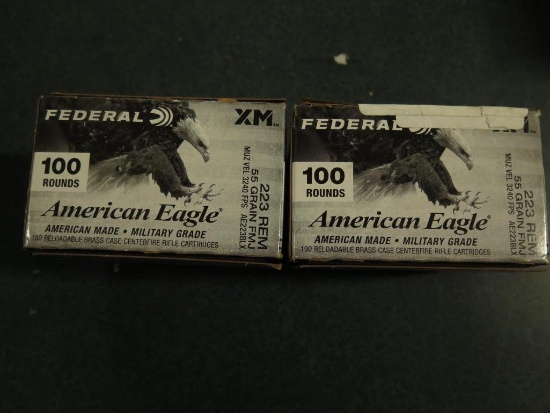 FEDERAL XM
100
ROUNDS
American Eagle
AMERICAN MADE • MILITARY GRADE
100 RELOADABLE BRASS CASE CENTERFIRE RIFLE CARTRIDGES
223 REM
55 GRAIN FMJ
MUZ VEL 3240 FPS AE223BLX
FEDERAL XM
100
ROUNDS
American Eagle
AMERICAN MADE • MILITARY GRADE
100 RELOADABLE BRASS CASE CENTERFIRE RIFLE CARTRIDGES
223 REM
55 GRAIN FMJ
MUZ VEL 3240 FPS AE223BLX